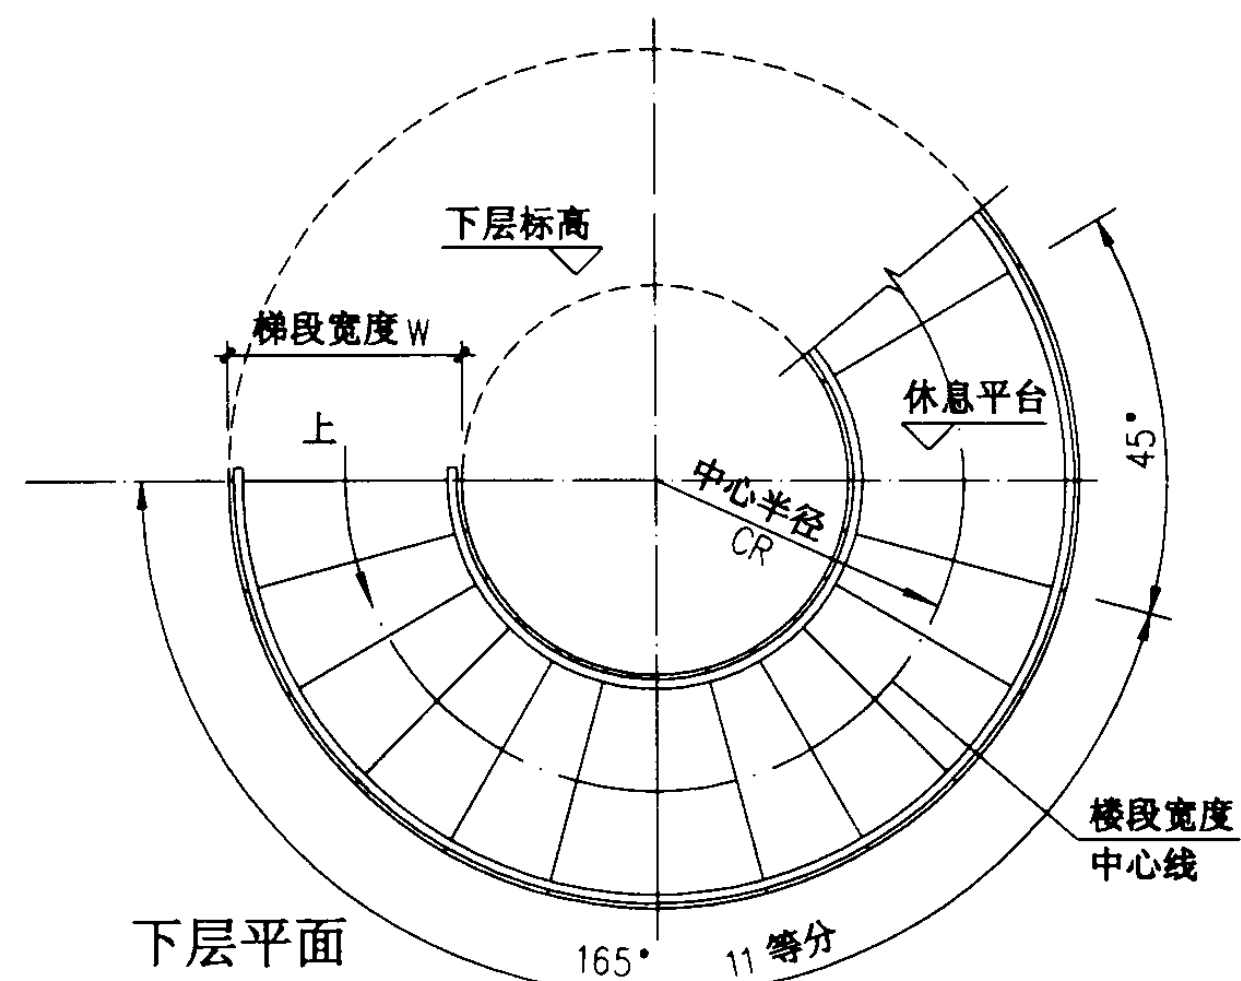 下层标高
梯段宽度 W
上
休息平台
45°
中心半径
CR
楼段宽度
中心线
下层平面
165°
11 等分